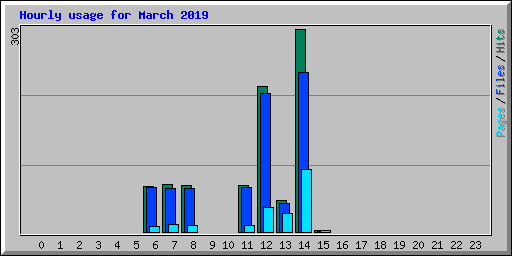 Hourly usage for March 2019
303
Pages / Files / Hits
0 1 2 3 4 5 6 7 8 9 10 11 12 13 14 15 16 17 18 19 20 21 22 23